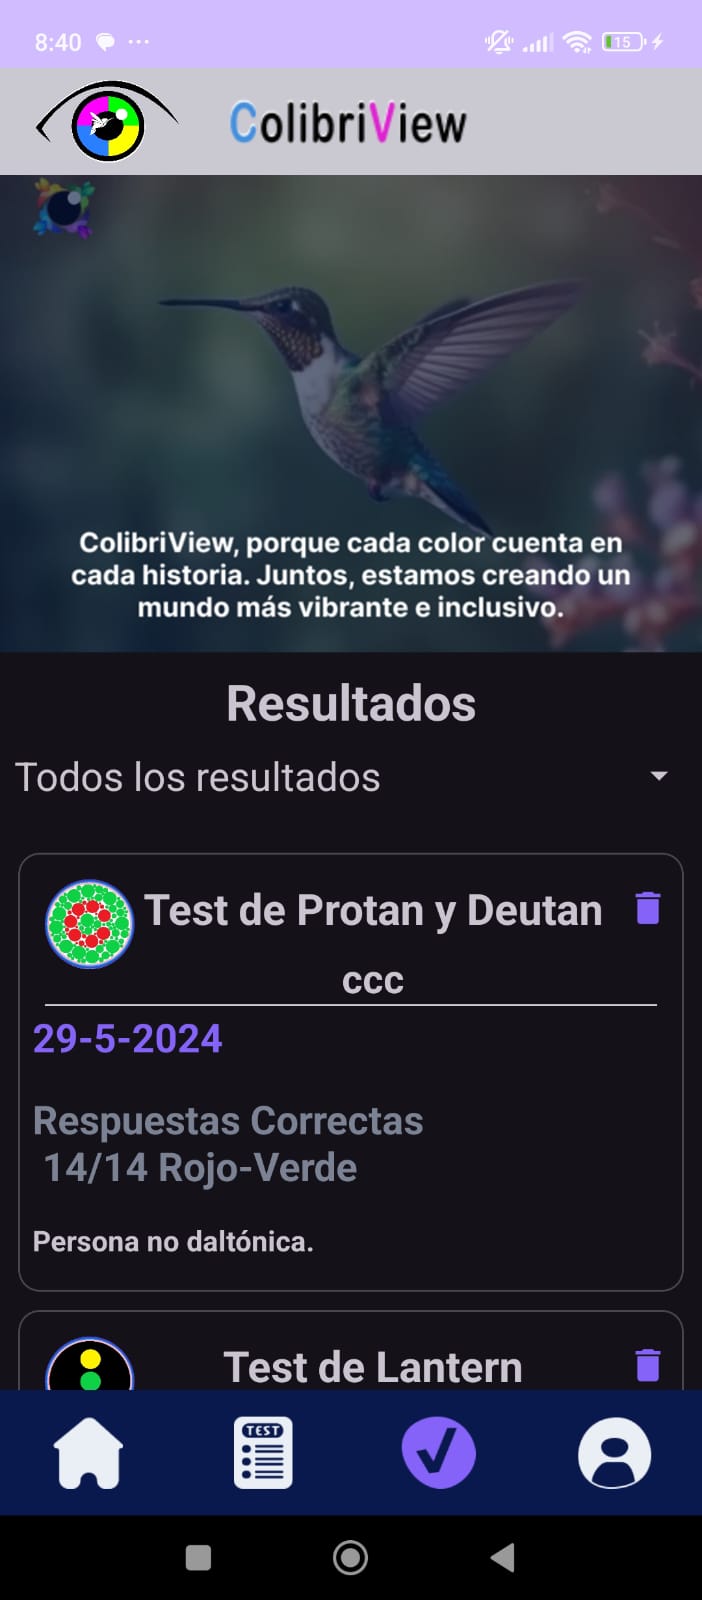 8:40
15
ColibriView
ColibriView, porque cada color cuenta en
cada historia. Juntos, estamos creando un
mundo más vibrante e inclusivo.
Resultados
Todos los resultados
Test de Protan y Deutan
ccc
29-5-2024
Respuestas Correctas
14/14 Rojo-Verde
Persona no daltónica.
Test de Lantern
TEST